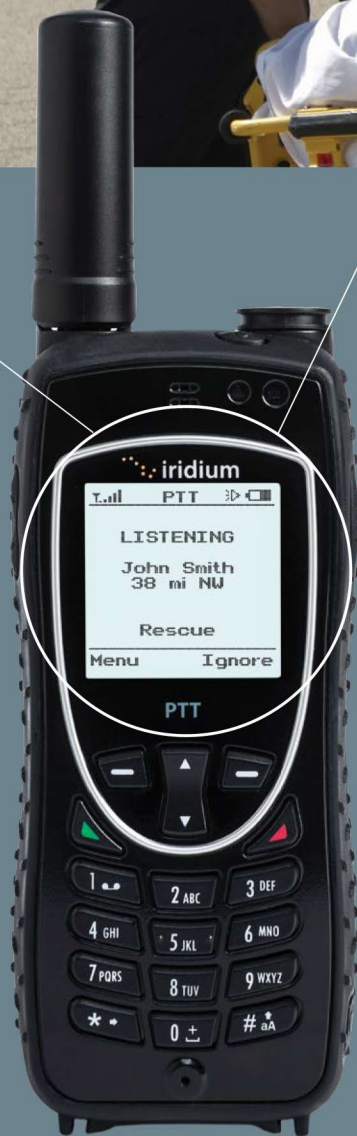 iridium
PTT
LISTENING
John Smith
38 mi NW
Rescue
Menu Ignore
PTT
1 2 ABC 3 DEF
4 GHI 5 JKL 6 MNO
7 PQRS 8 TUV 9 WXYZ
* 0 + # aA